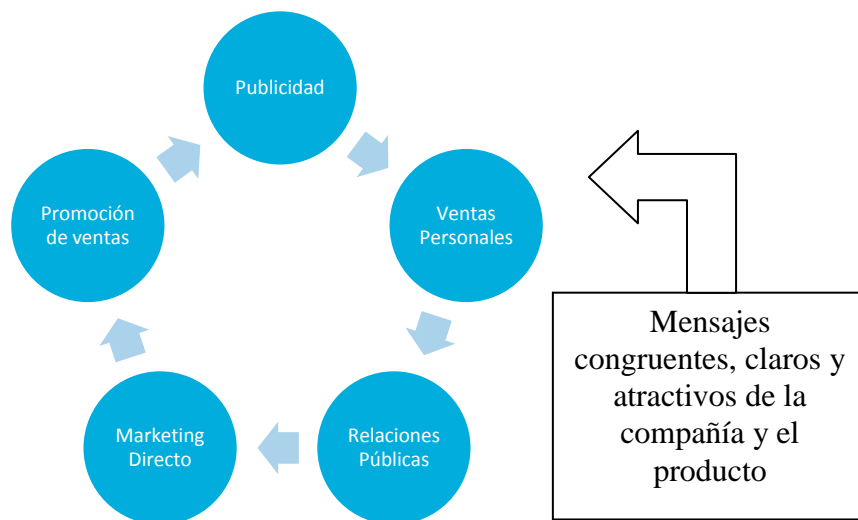 Publicidad
Ventas
Personales
Relaciones
Públicas
Marketing
Directo
Promoción
de ventas
Mensajes
congruentes, claros y
atractivos de la
compañía y el
producto